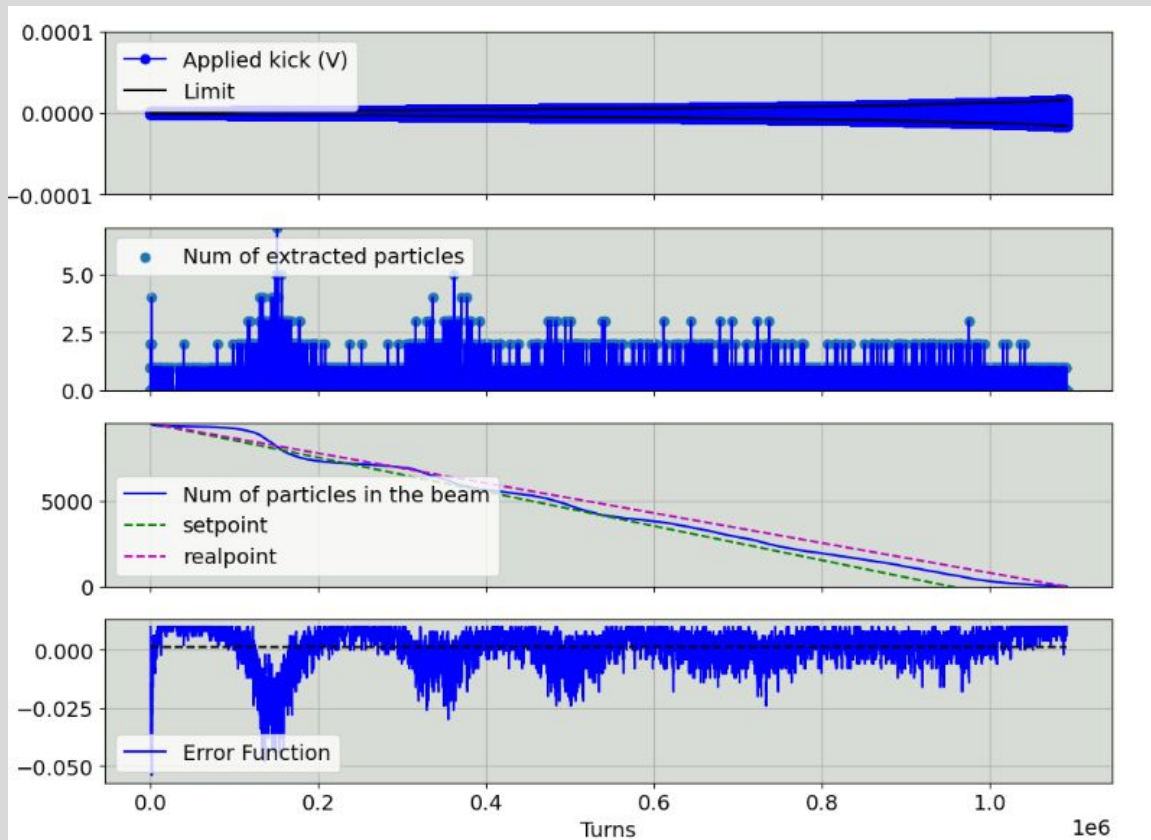 0.0001
Applied kick (V)
Limit
0.0000
−0.0001
Num of extracted particles
5.0
2.5
0.0
5000
Num of particles in the beam
setpoint
realpoint
0
0.000
−0.025
Error Function
−0.050
0.0 0.2 0.4 0.6 0.8 1.0
Turns 1e6